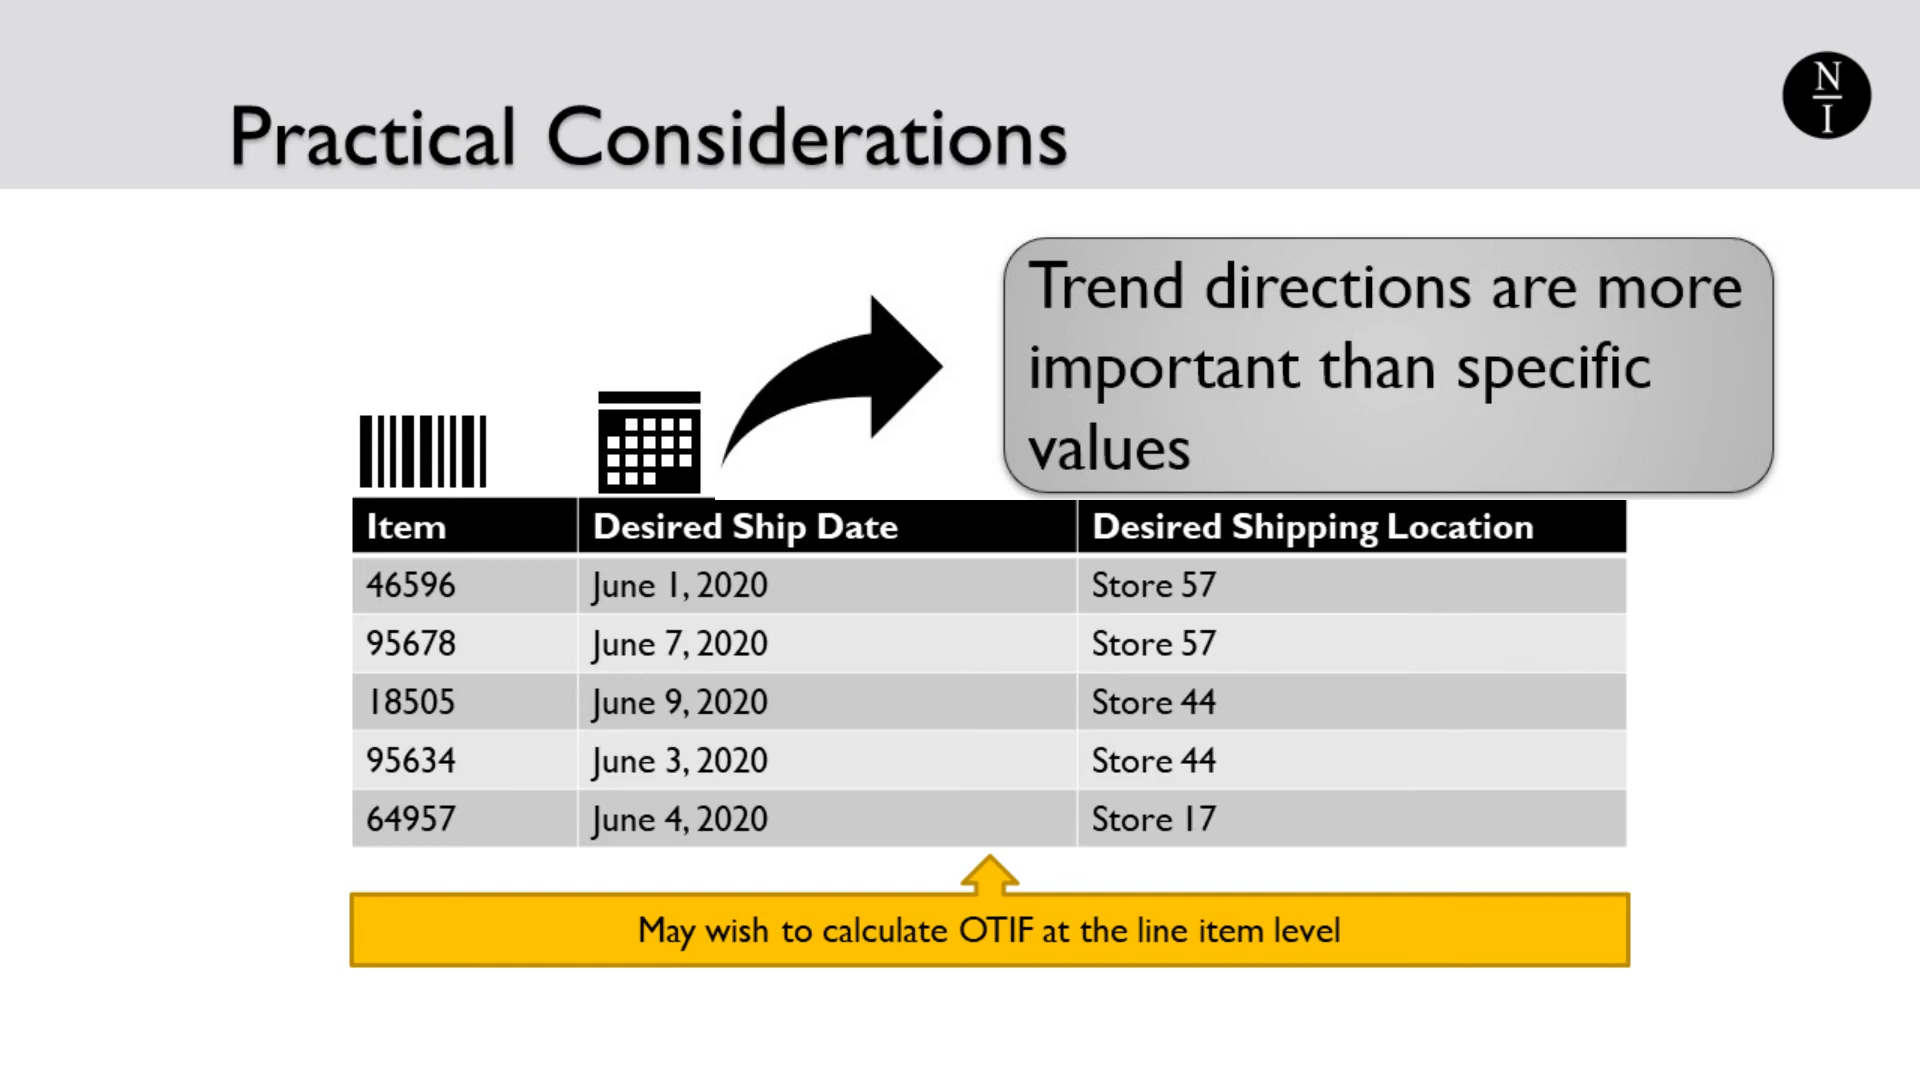 Practical Considerations
N
I
Trend directions are more
important than specific
values
Item Desired Ship Date Desired Shipping Location
46596 June 1, 2020 Store 57
95678 June 7, 2020 Store 57
18505 June 9, 2020 Store 44
95634 June 3, 2020 Store 44
64957 June 4, 2020 Store 17
May wish to calculate OTIF at the line item level